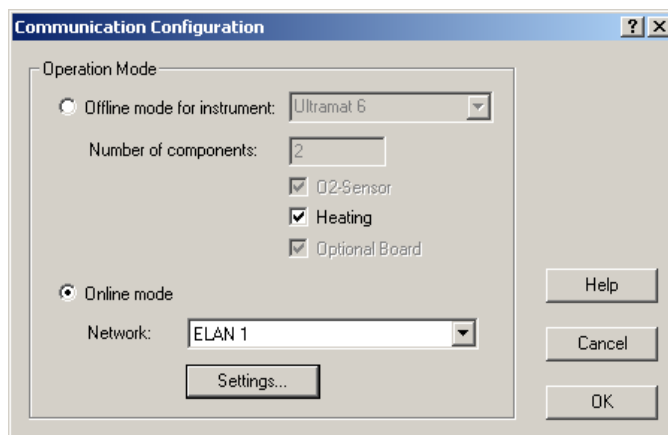 Communication Configuration
Operation Mode
Offline mode for instrument: Ultramat 6
Number of components: 2
O2-Sensor
Heating
Optional Board
Online mode
Network: ELAN 1
Settings...
Help
Cancel
OK